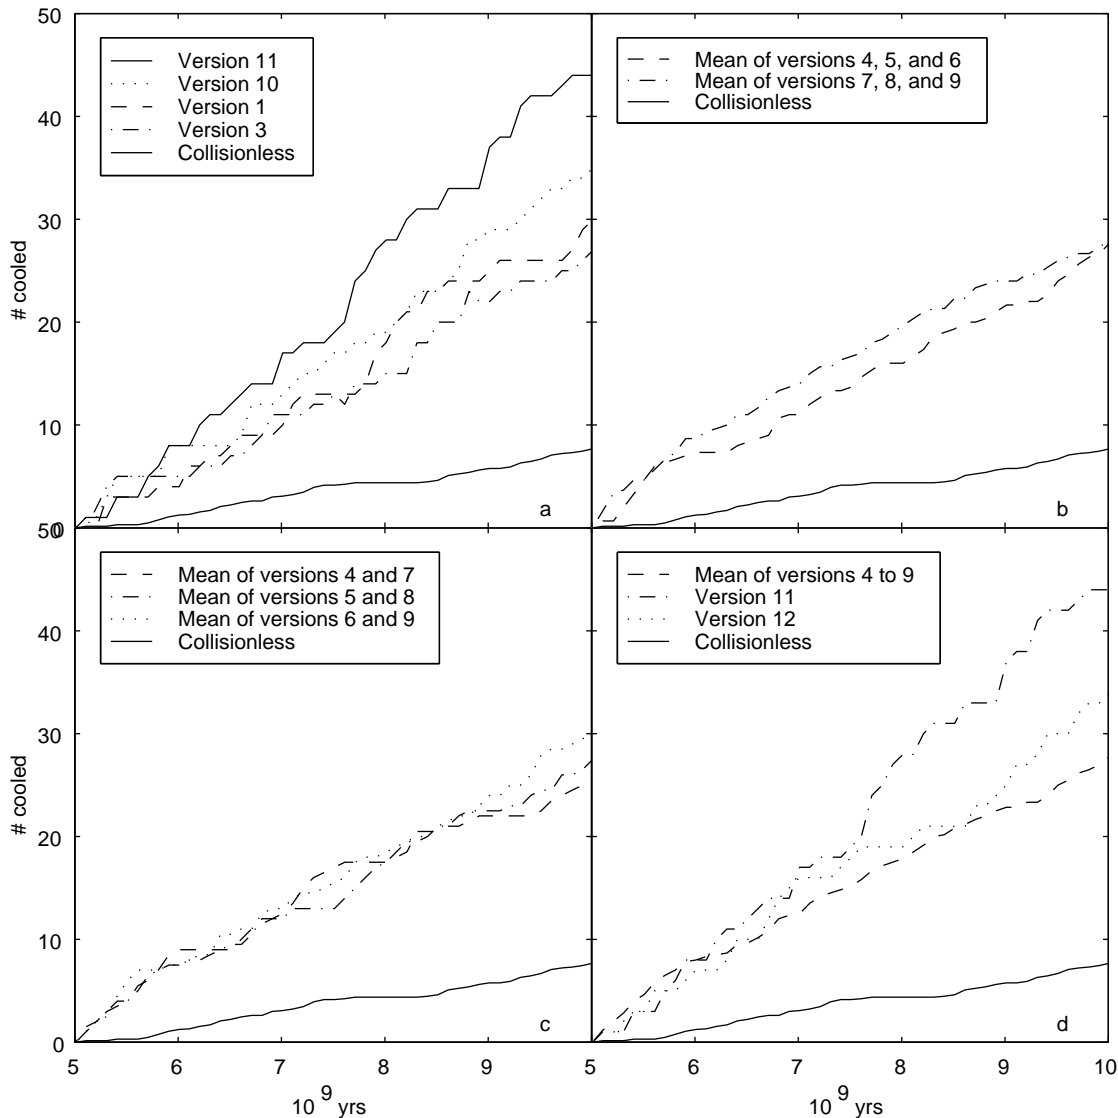 50
40
30
20
10
0
# cooled
Version 11
Version 10
Version 1
Version 3
Collisionless
a
Mean of versions 4, 5, and 6
Mean of versions 7, 8, and 9
Collisionless
b
50
40
30
20
10
0
# cooled
Mean of versions 4 and 7
Mean of versions 5 and 8
Mean of versions 6 and 9
Collisionless
c
5 6 7 8 9
10 9 yrs
Mean of versions 4 to 9
Version 11
Version 12
Collisionless
d
5 6 7 8 9 10
10 9 yrs